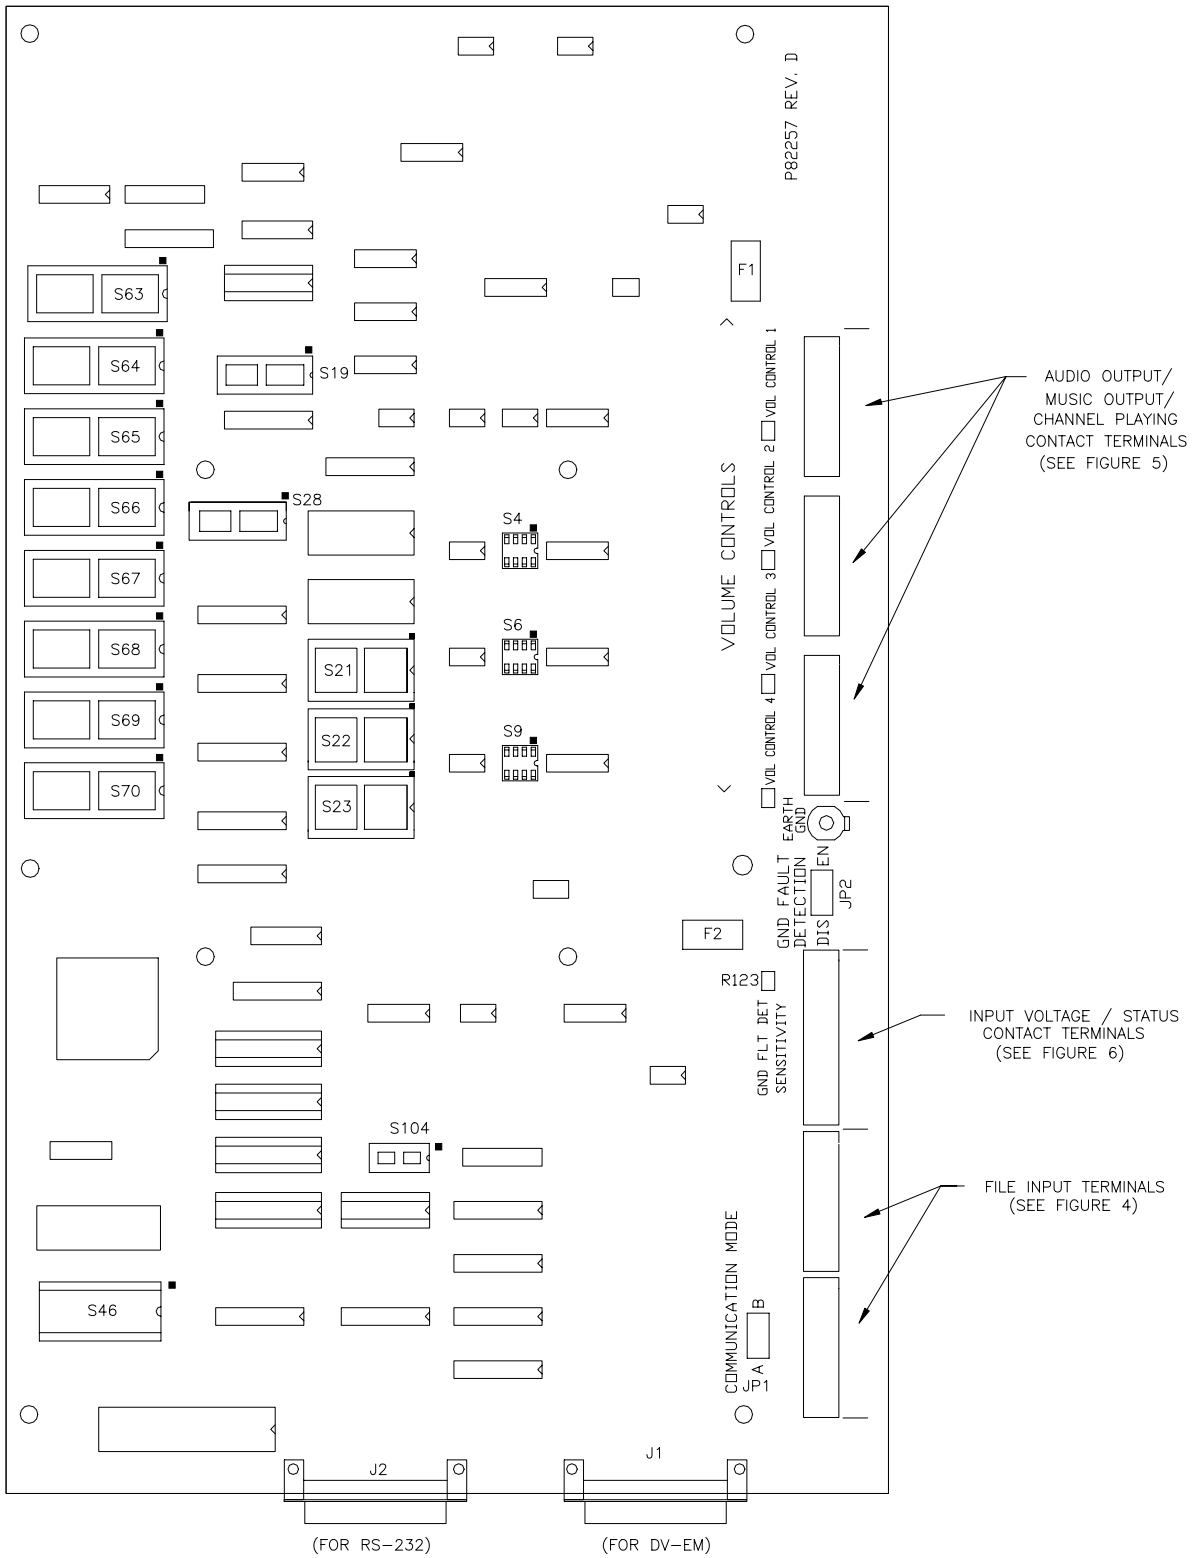 P82257 REV. D
F1
S63
S64
S65
S66
S67
S68
S69
S70
S19
S28
S4
S6
S9
S21
S22
S23
VOLUME CONTROLS
VOL CONTROL 1
VOL CONTROL 2
VOL CONTROL 3
VOL CONTROL 4
AUDIO OUTPUT/
MUSIC OUTPUT/
CHANNEL PLAYING
CONTACT TERMINALS
(SEE FIGURE 5)
EARTH
GND
GND FAULT
DETECTION
DIS
EN
JP2
F2
R123
GND FLT DET
SENSITIVITY
INPUT VOLTAGE / STATUS
CONTACT TERMINALS
(SEE FIGURE 6)
S104
FILE INPUT TERMINALS
(SEE FIGURE 4)
S46
COMMUNICATION MODE
A
B
JP1
J2
J1
(FOR RS-232)
(FOR DV-EM)